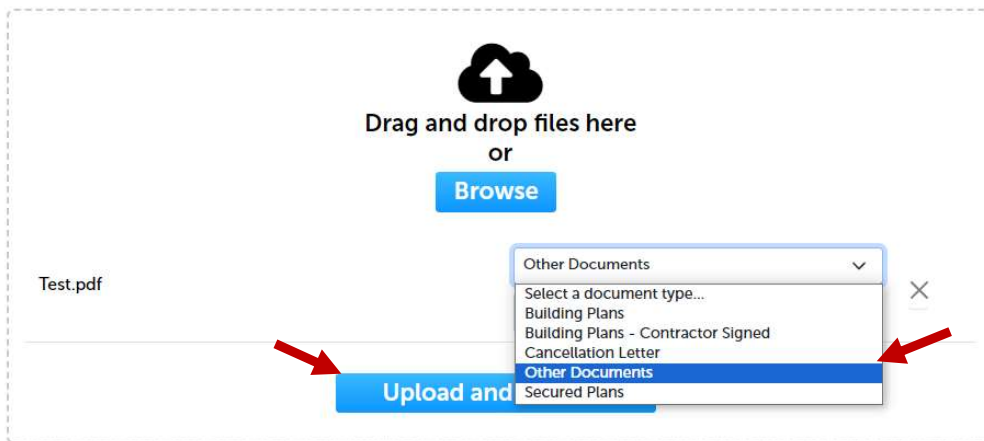 Drag and drop files here
or
Browse
Test.pdf
Other Documents
Select a document type...
Building Plans
Building Plans - Contractor Signed
Cancellation Letter
Other Documents
Secured Plans
Upload and